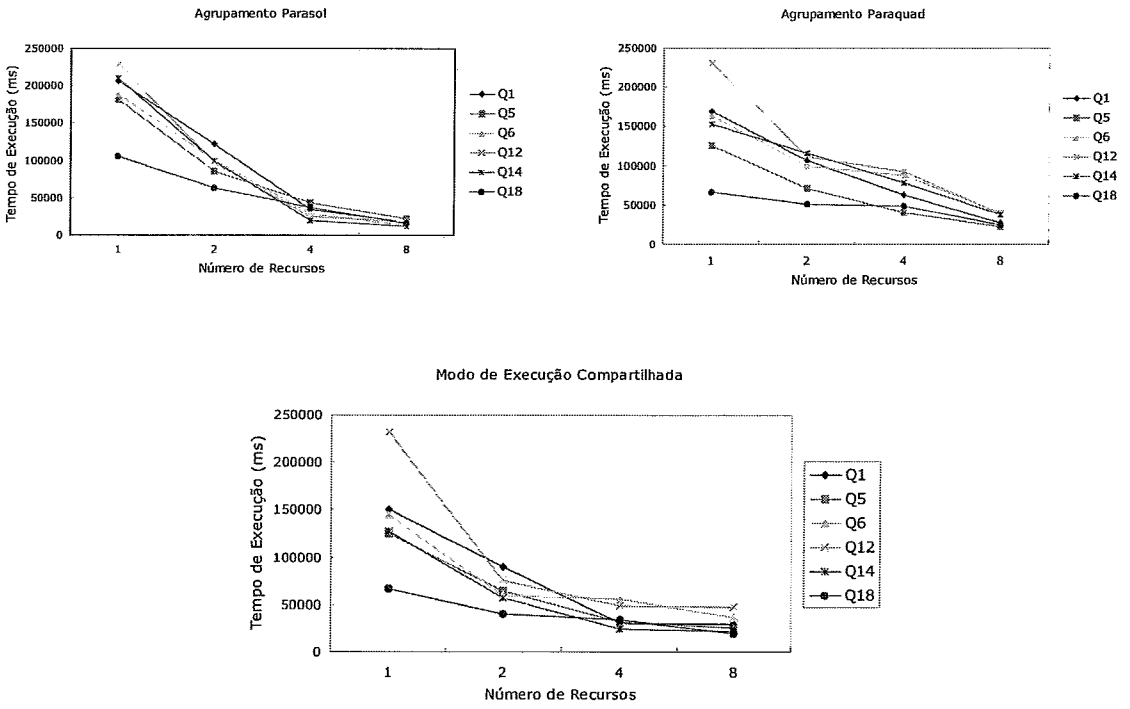 Agrupamento Parasol
Tempo de Execução (ms)
250000
200000
150000
100000
50000
0
1 2 4 8
Número de Recursos
Q1
Q5
Q6
Q12
Q14
Q18
Agrupamento Paraquad
Tempo de Execução (ms)
250000
200000
150000
100000
50000
0
1 2 4 8
Número de Recursos
Q1
Q5
Q6
Q12
Q14
Q18
Modo de Execução Compartilhada
Tempo de Execução (ms)
250000
200000
150000
100000
50000
0
1 2 4 8
Número de Recursos
Q1
Q5
Q6
Q12
Q14
Q18